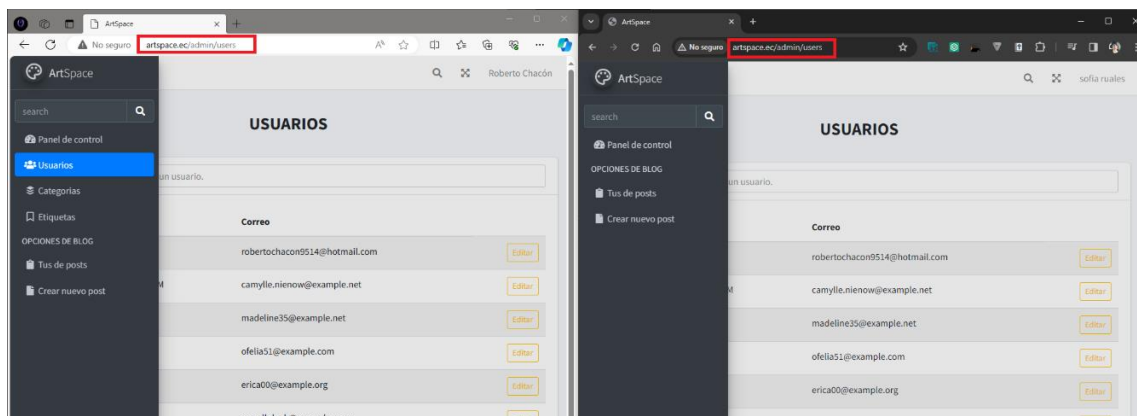 ArtSpace
No seguro
artspace.ec/admin/users
ArtSpace
Roberto Chacón
search
USUARIOS
Panel de control
Usuarios
un usuario.
Categorias
Etiquetas
Correo
OPCIONES DE BLOG
robertochacon9514@hotmail.com
Editar
Tus de posts
Crear nuevo post
M
camylle.nienow@example.net
Editar
madeline35@example.net
Editar
ofelia51@example.com
Editar
erica00@example.org
Editar
ArtSpace
No seguro
artspace.ec/admin/users
ArtSpace
sofia ruales
search
USUARIOS
Panel de control
OPCIONES DE BLOG
un usuario.
Tus de posts
Crear nuevo post
Correo
robertochacon9514@hotmail.com
Editar
M
camylle.nienow@example.net
Editar
madeline35@example.net
Editar
ofelia51@example.com
Editar
erica00@example.org
Editar